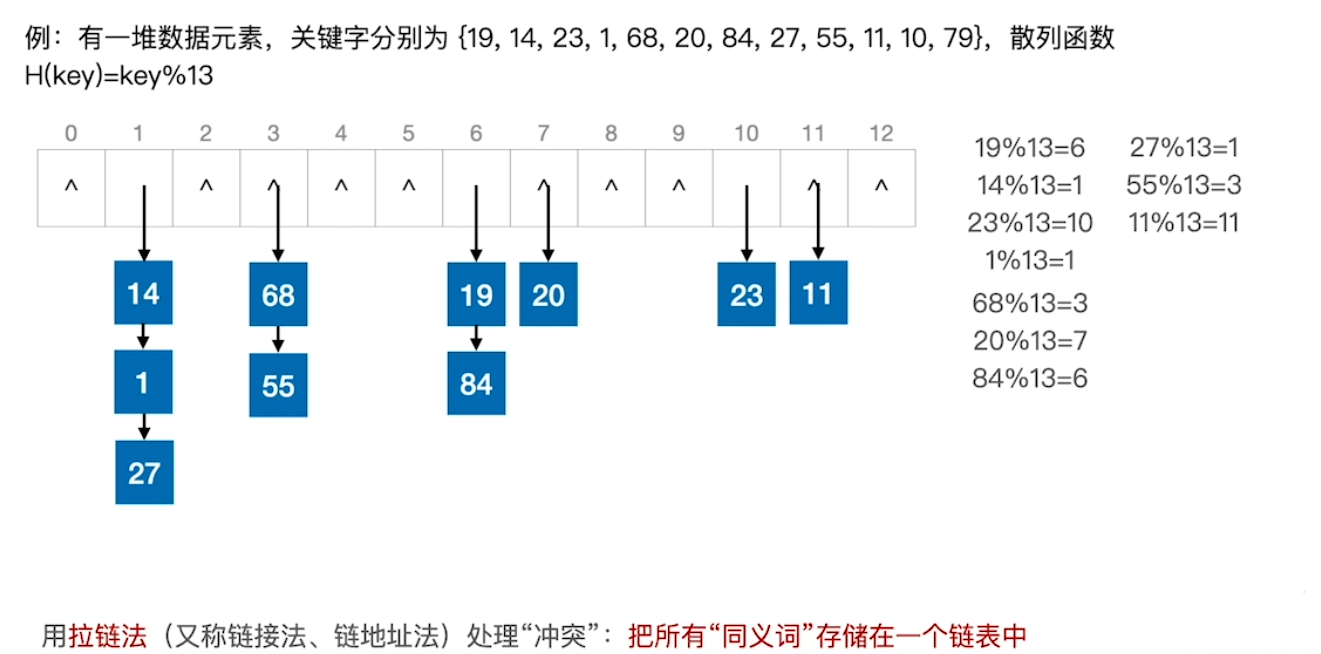 例：有一堆数据元素，关键字分别为 {19, 14, 23, 1, 68, 20, 84, 27, 55, 11, 10, 79}，散列函数
H(key)=key%13
0 1 2 3 4 5 6 7 8 9 10 11 12
^ ^ ^ ^ ^ ^ ^ ^ ^ ^
14 68 19 20 23 11
1 55 84
27
19%13=6 27%13=1
14%13=1 55%13=3
23%13=10 11%13=11
1%13=1
68%13=3
20%13=7
84%13=6
用拉链法（又称链接法、链地址法）处理“冲突”：把所有“同义词”存储在一个链表中